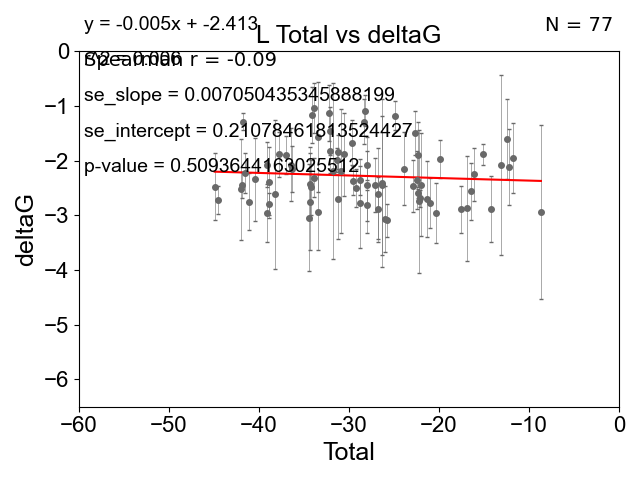 y = -0.005x + -2.413
L Total vs deltaG
N = 77
r^2 = 0.006
Spearman r = -0.09
se_slope = 0.007050435345888199
se_intercept = 0.21078461813524427
p-value = 0.5093644163025512
0
−1
−2
−3
−4
−5
−6
deltaG
−60
−50
−40
−30
−20
−10
0
Total